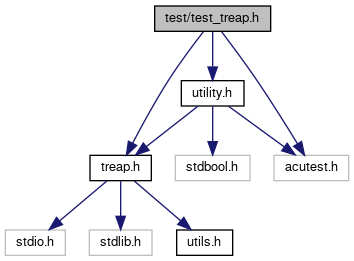 test/test_treap.h
utility.h
treap.h
stdbool.h
acutest.h
stdio.h
stdlib.h
utils.h